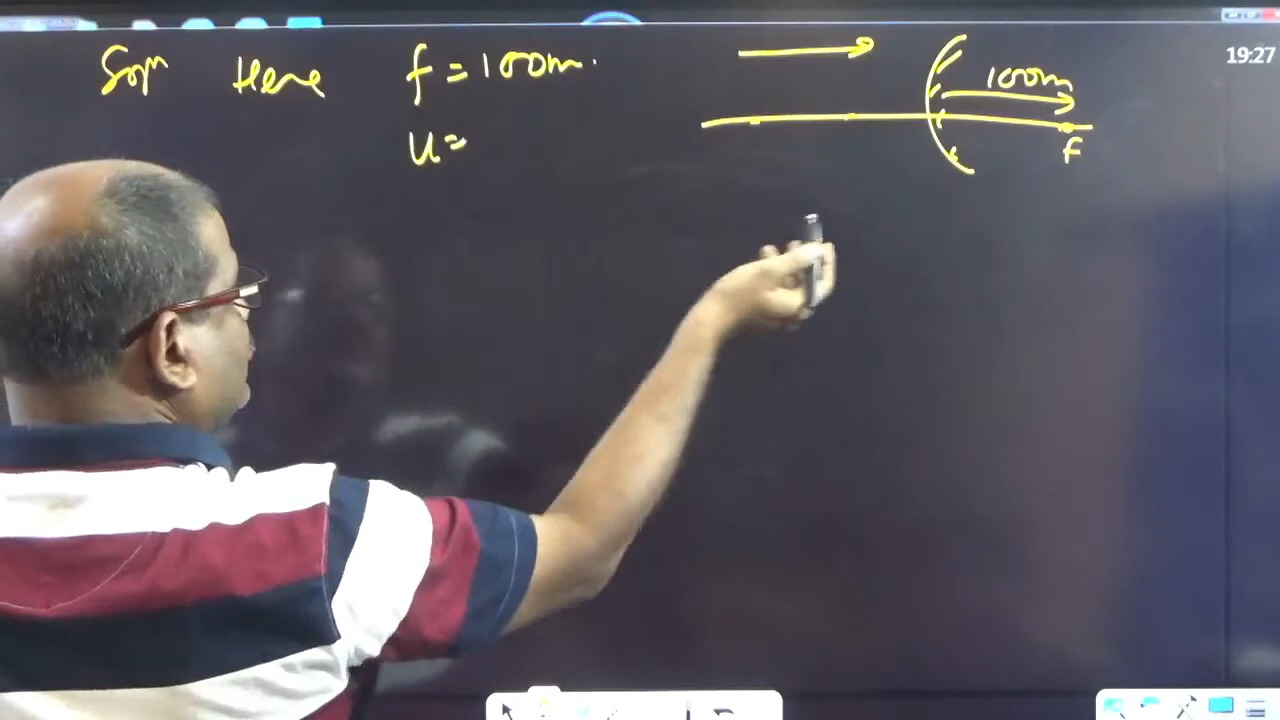 Soln Here f = 100m.
u =
100m
f
19:27